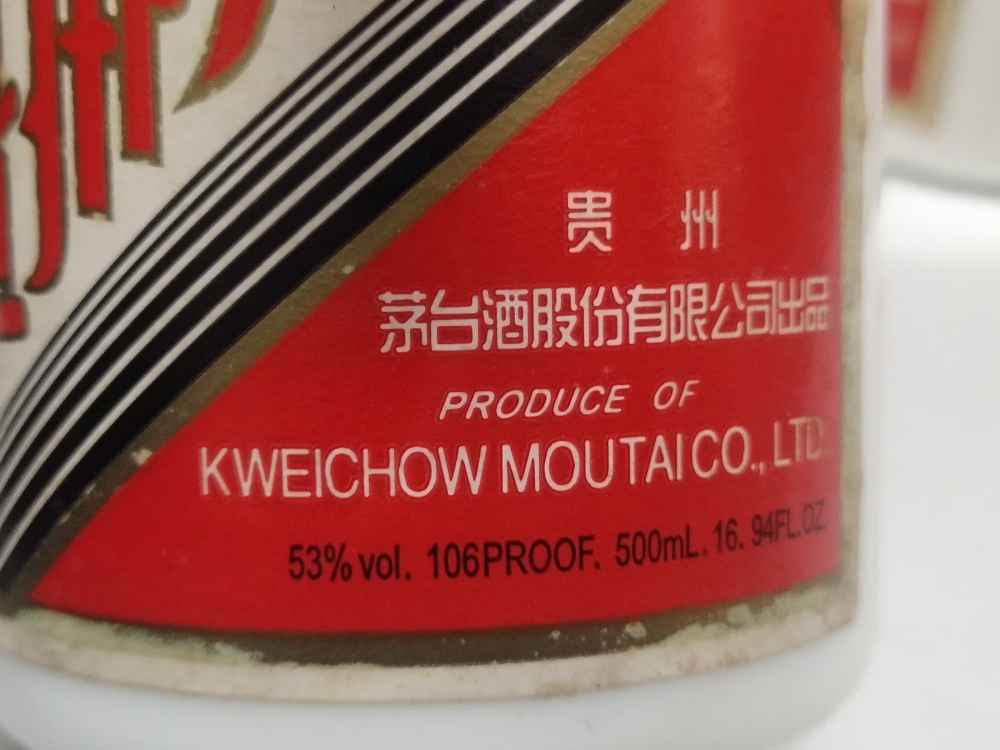 贵州
茅台酒股份有限公司出品
PRODUCE OF
KWEICHOW MOUTAI CO., LTD.
53% vol. 106PROOF. 500mL. 16. 94FL.OZ.